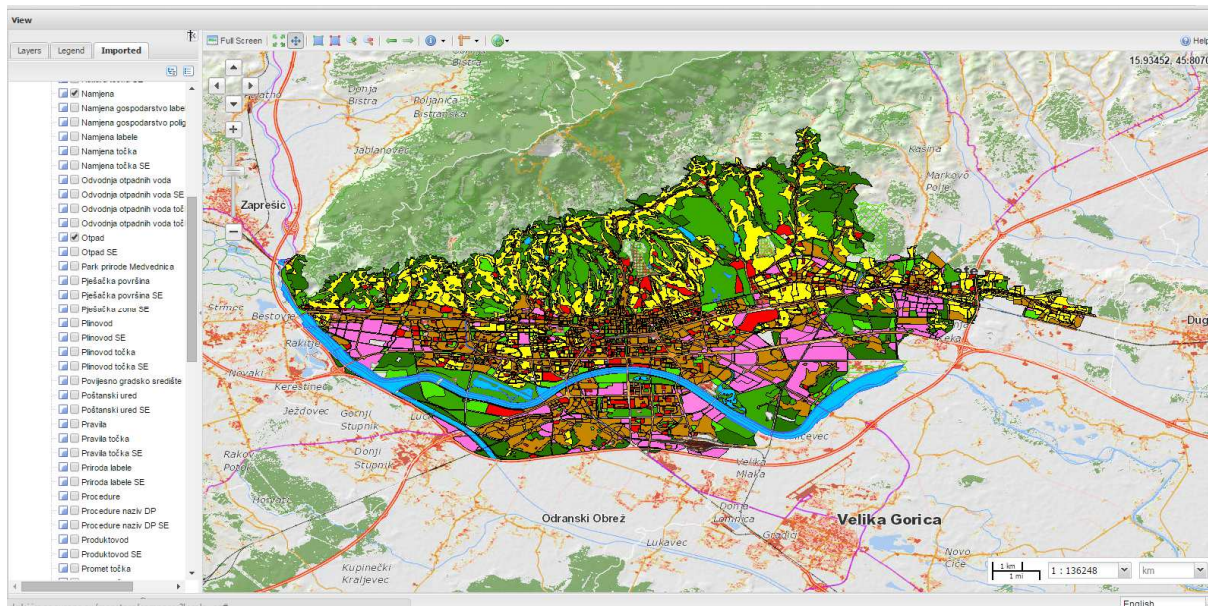 View
Layers
Legend
Imported
Full Screen
Help
15.93452, 45.8070
Namjena
Namjena gospodarstvo labe
Namjena gospodarstvo polig
Namjena labele
Namjena točka
Namjena točka SE
Odvodnja otpadnih voda
Odvodnja otpadnih voda SE
Odvodnja otpadnih voda toč
Odvodnja otpadnih voda toč
Otpad
Otpad SE
Park prirode Medvednica
Pješačka površina
Pješačka površina SE
Pješačka zona SE
Plinovod
Plinovod SE
Plinovod točka
Plinovod točka SE
Povijesno gradsko središte
Poštanski ured
Poštanski ured SE
Pravila
Pravila točka
Pravila točka SE
Priroda labele
Priroda labele SE
Procedure
Procedure naziv DP
Procedure naziv DP SE
Produktovod
Produktovod SE
Promet točka
Bistra
Donja
Bistra
Poljanica
Bistranska
Jablanovec
Kašina
Markovo
Polje
Zaprešić
Strmec
Bestovje
Rakitje
Novaki
Kerestinec
Ježdovec
Gornji
Stupnik
Donji
Stupnik
Rakov
Potok
Horvati
Dug
Velika
Mlaka
Odranski Obrež
Donja
Lomnica
Gradići
Velika Gorica
Lukavec
Kupinečki
Kraljevec
Novo
Čiče
1 km
1 mi
1 : 136248
km
English